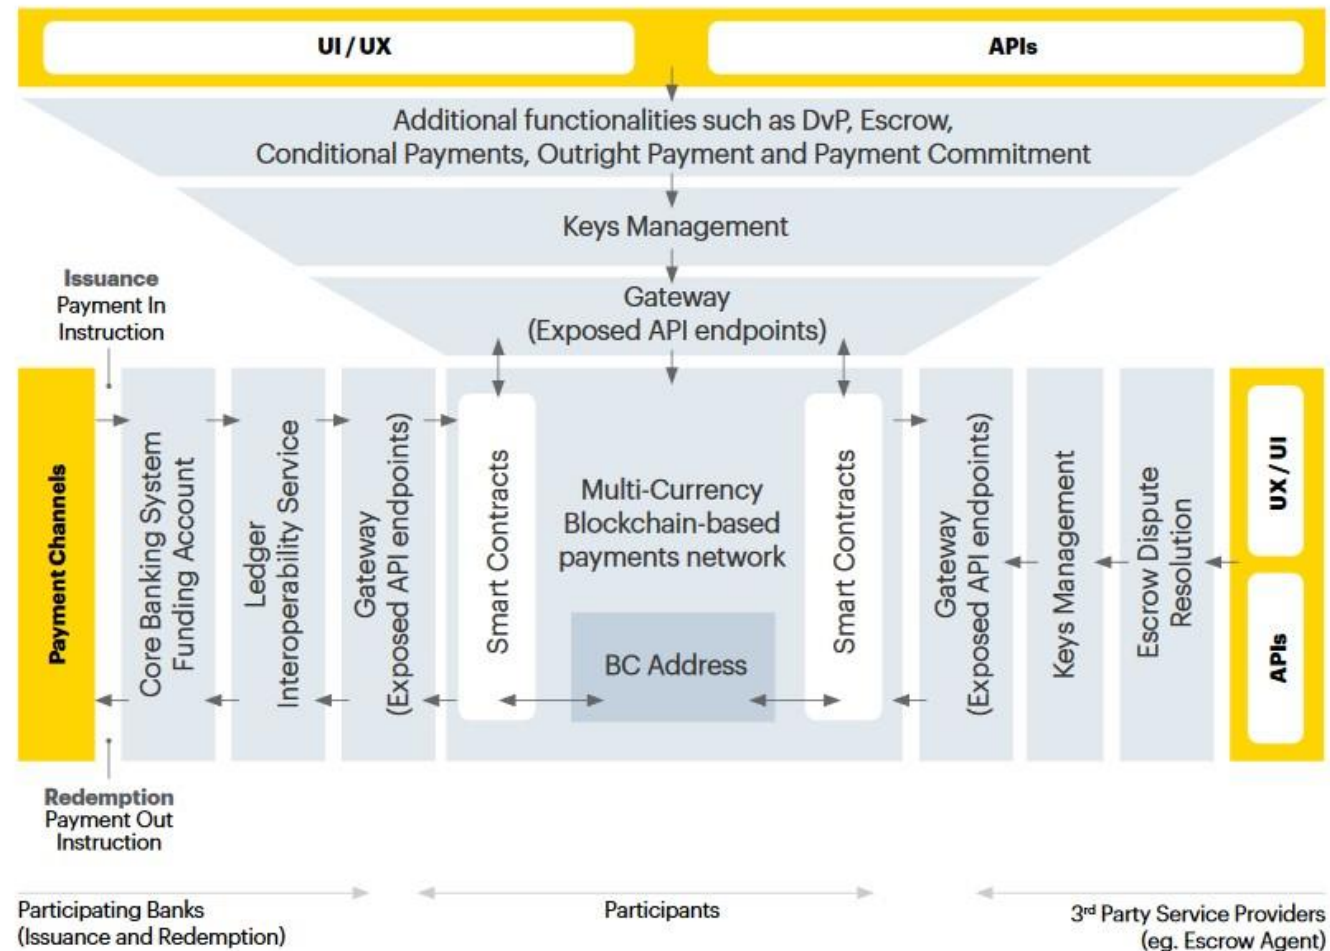 UI / UX
APIs
Additional functionalities such as DvP, Escrow,
Conditional Payments, Outright Payment and Payment Commitment
Keys Management
Gateway
(Exposed API endpoints)
Issuance
Payment In
Instruction
Payment Channels
Core Banking System
Funding Account
Ledger
Interoperability Service
Gateway
(Exposed API endpoints)
Smart Contracts
Multi-Currency
Blockchain-based
payments network
BC Address
Smart Contracts
Gateway
(Exposed API endpoints)
Keys Management
Escrow Dispute
Resolution
UX / UI
APIs
Redemption
Payment Out
Instruction
Participating Banks
(Issuance and Redemption)
Participants
3rd Party Service Providers
(eg. Escrow Agent)